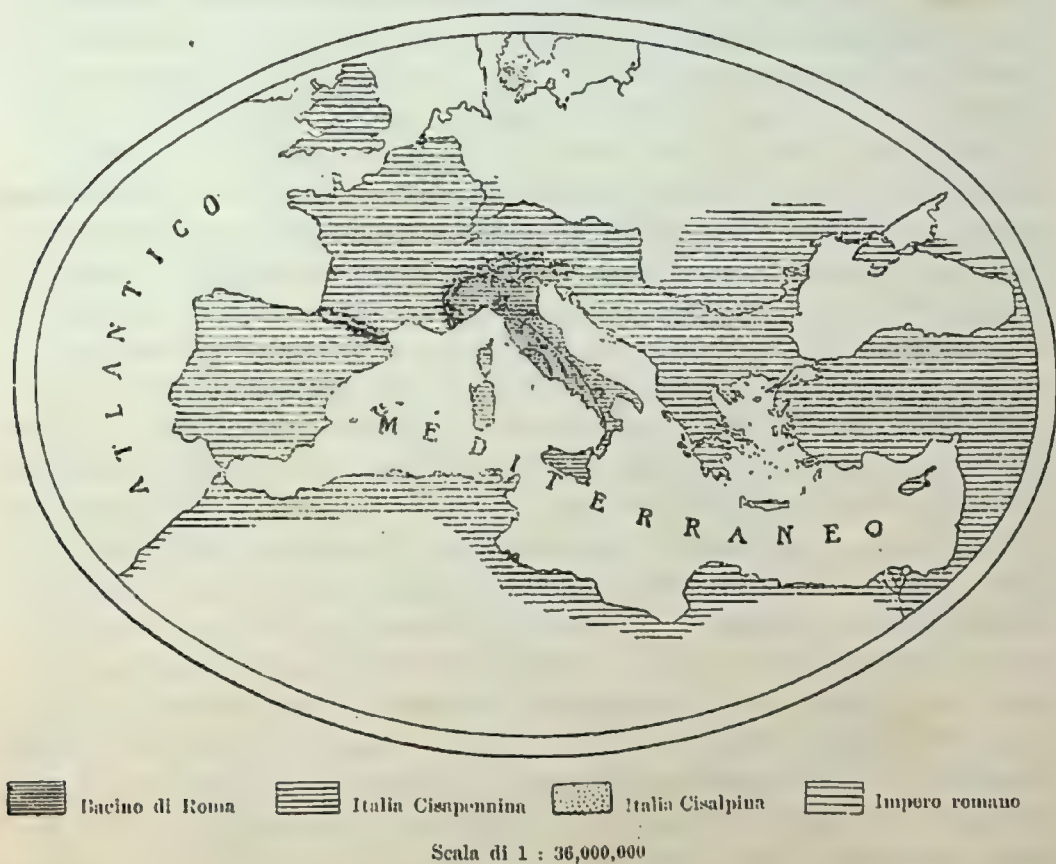 ATLANTICO
MEDITERRANEO
Bacino di Roma
Italia Cisapennina
Italia Cisalpina
Impero romano
Scala di 1 : 36,000,000